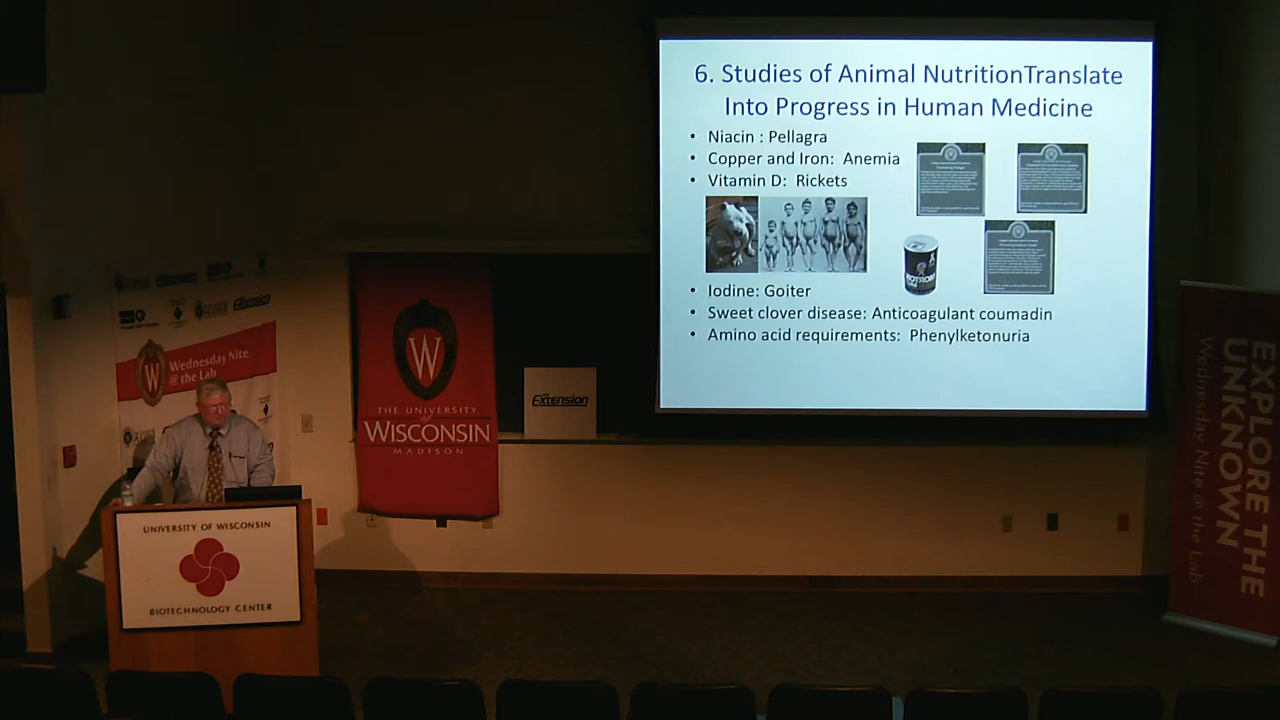 6. Studies of Animal NutritionTranslate
Into Progress in Human Medicine
• Niacin : Pellagra
• Copper and Iron: Anemia
• Vitamin D: Rickets
• Iodine: Goiter
• Sweet clover disease: Anticoagulant coumadin
• Amino acid requirements: Phenylketonuria
Extension
Wednesday Nite
@ the Lab
W
THE UNIVERSITY
of
WISCONSIN
MADISON
Extension
UNIVERSITY OF WISCONSIN
BIOTECHNOLOGY CENTER
EXPLORE THE
UNKNOWN
Wednesday Nite @ the Lab